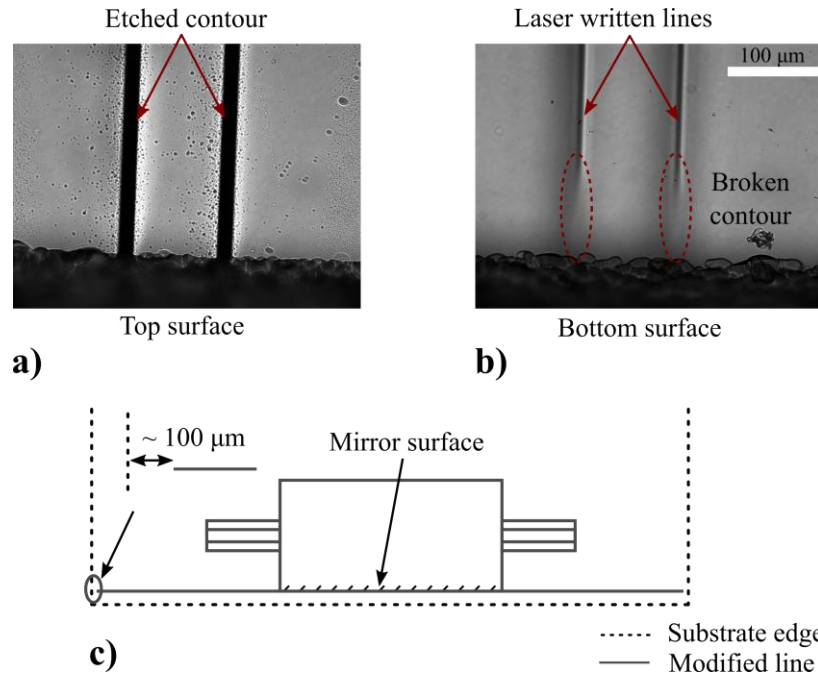 Etched contour
Top surface
a)
Laser written lines
100 μm
Broken
contour
Bottom surface
b)
~ 100 μm
Mirror surface
c)
Substrate edge
Modified line